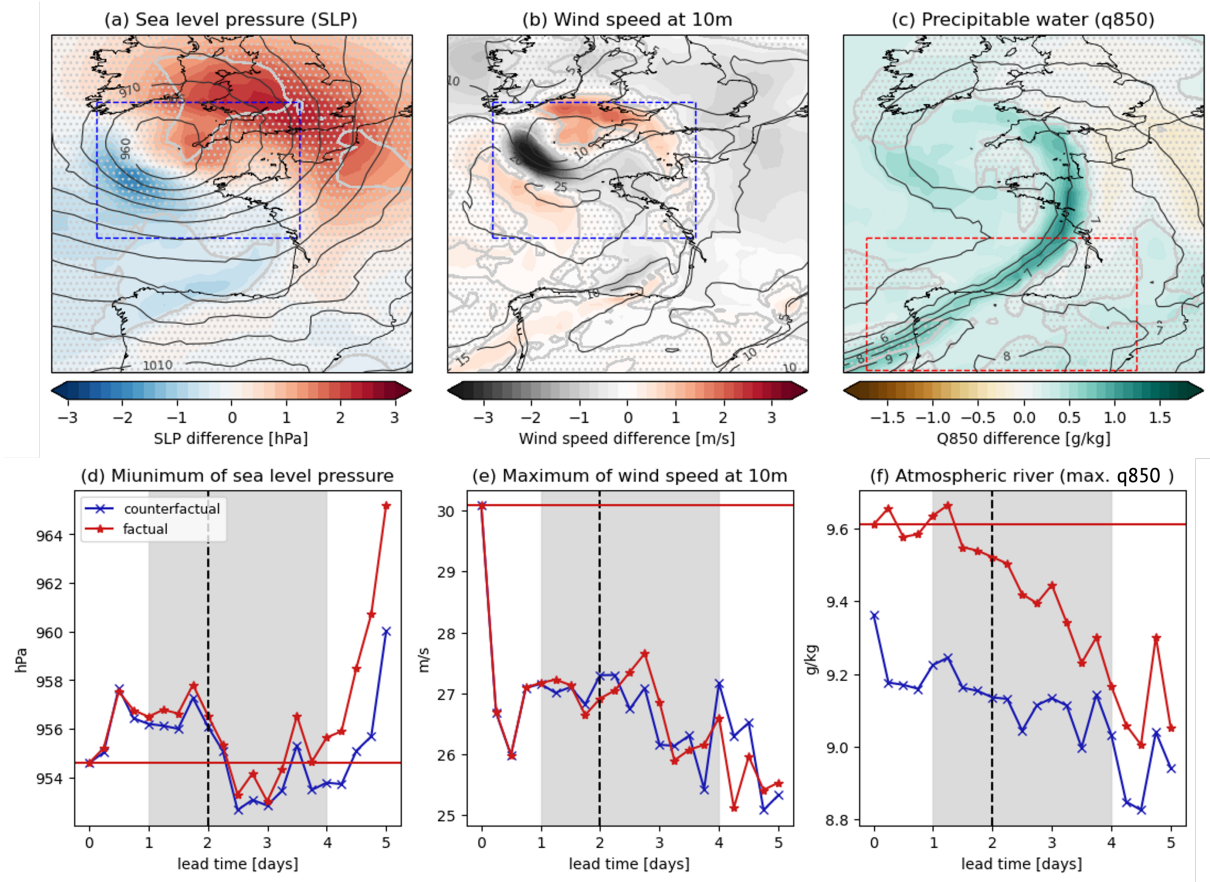 (a) Sea level pressure (SLP)
(b) Wind speed at 10m
(c) Precipitable water (q850)
970
960
1010
10
5
10
25
10
15
10
5
10
7
7
6
8
9
8
7
−3 −2 −1 0 1 2 3
SLP difference [hPa]
−3 −2 −1 0 1 2 3
Wind speed difference [m/s]
−1.5 −1.0 −0.5 0.0 0.5 1.0 1.5
Q850 difference [g/kg]
(d) Miunimum of sea level pressure
counterfactual
factual
964
962
960
958
956
954
hPa
0 1 2 3 4 5
lead time [days]
(e) Maximum of wind speed at 10m
30
29
28
27
26
25
m/s
0 1 2 3 4 5
lead time [days]
(f) Atmospheric river (max. q850 )
9.6
9.4
9.2
9.0
8.8
g/kg
0 1 2 3 4 5
lead time [days]